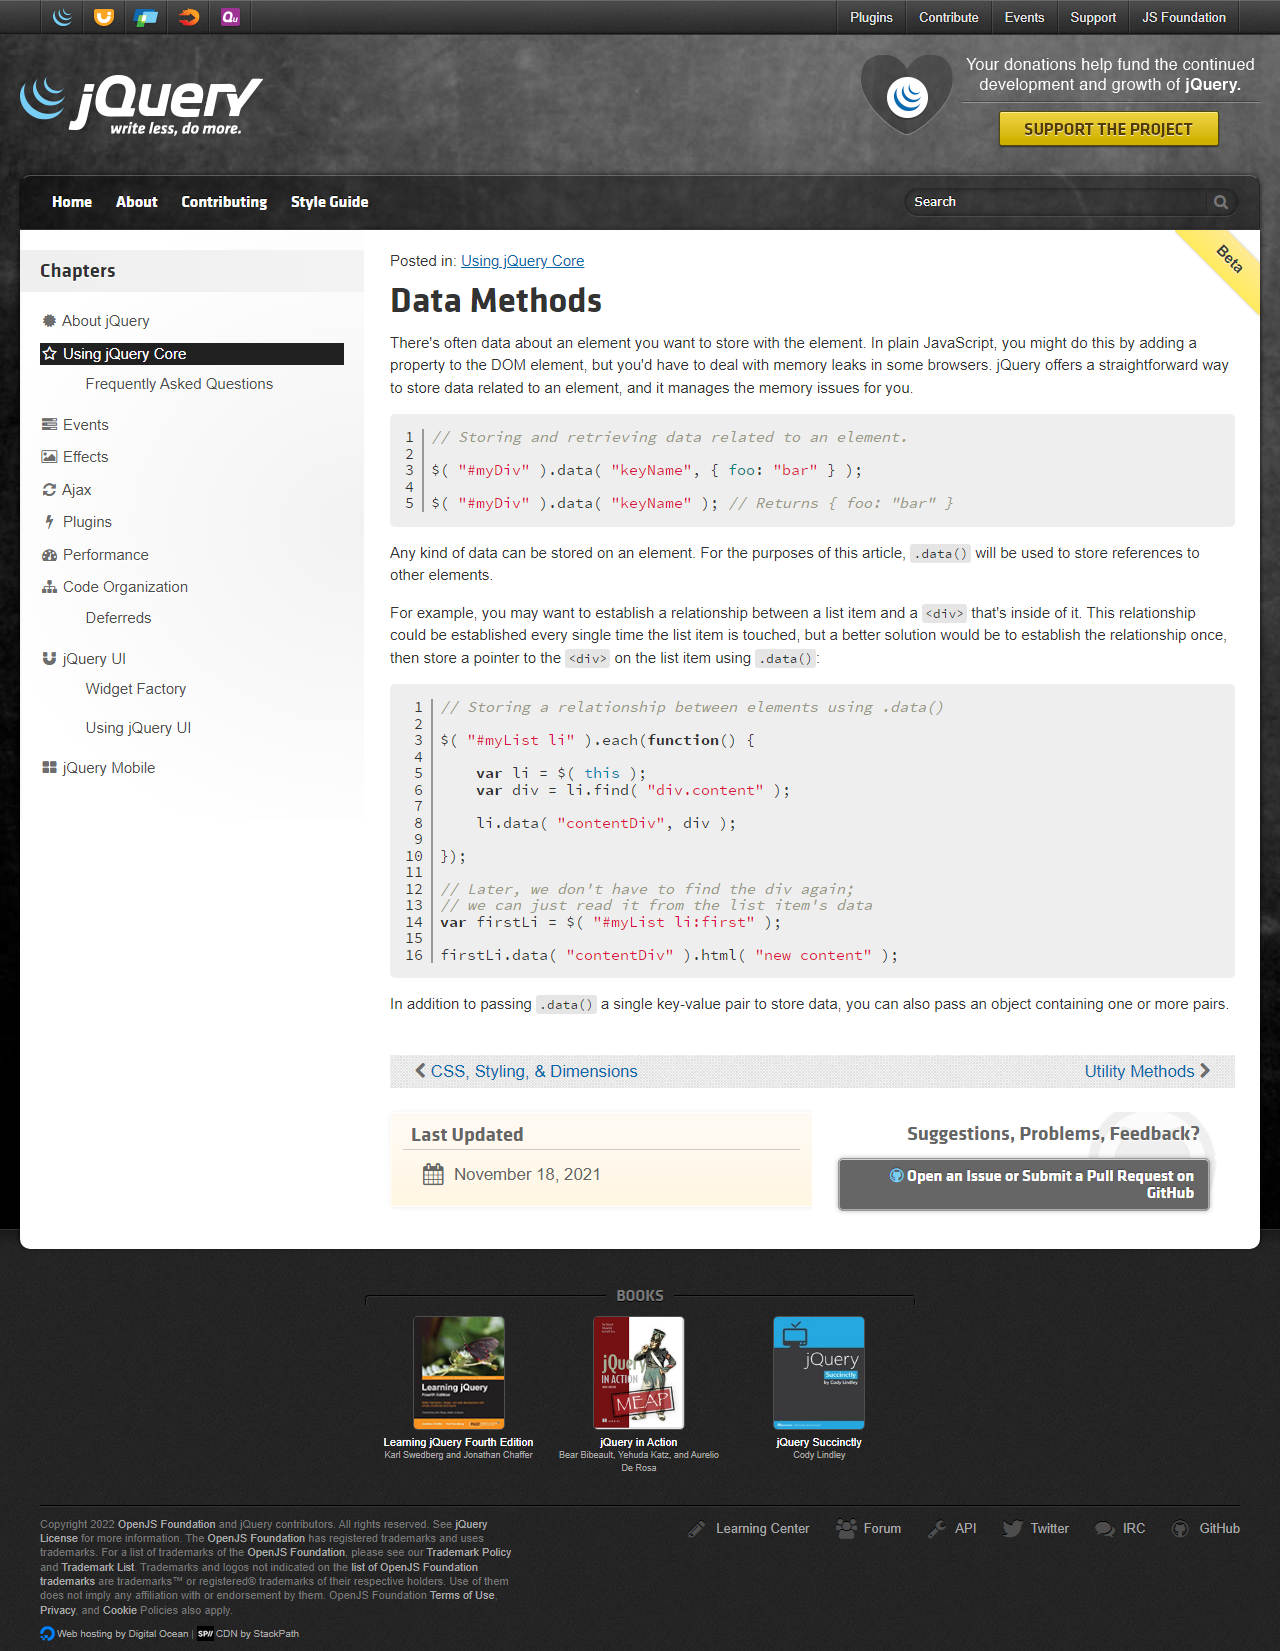 Plugins Contribute Events Support JS Foundation
jQuery
write less, do more.
Your donations help fund the continued
development and growth of jQuery.
SUPPORT THE PROJECT
Home About Contributing Style Guide
Search
Beta
Chapters
About jQuery
Using jQuery Core
Frequently Asked Questions
Events
Effects
Ajax
Plugins
Performance
Code Organization
Deferreds
jQuery UI
Widget Factory
Using jQuery UI
jQuery Mobile
Posted in: Using jQuery Core
Data Methods
There's often data about an element you want to store with the element. In plain JavaScript, you might do this by adding a
property to the DOM element, but you'd have to deal with memory leaks in some browsers. jQuery offers a straightforward way
to store data related to an element, and it manages the memory issues for you.
1 // Storing and retrieving data related to an element.
2
3 $( "#myDiv" ).data( "keyName", { foo: "bar" } );
4
5 $( "#myDiv" ).data( "keyName" ); // Returns { foo: "bar" }
Any kind of data can be stored on an element. For the purposes of this article, .data() will be used to store references to
other elements.
For example, you may want to establish a relationship between a list item and a <div> that's inside of it. This relationship
could be established every single time the list item is touched, but a better solution would be to establish the relationship once,
then store a pointer to the <div> on the list item using .data():
1 // Storing a relationship between elements using .data()
2
3 $( "#myList li" ).each(function() {
4
5 var li = $( this );
6 var div = li.find( "div.content" );
7
8 li.data( "contentDiv", div );
9
10 });
11
12 // Later, we don't have to find the div again;
13 // we can just read it from the list item's data
14 var firstLi = $( "#myList li:first" );
15
16 firstLi.data( "contentDiv" ).html( "new content" );
In addition to passing .data() a single key-value pair to store data, you can also pass an object containing one or more pairs.
CSS, Styling, & Dimensions
Utility Methods
Last Updated
November 18, 2021
Suggestions, Problems, Feedback?
Open an Issue or Submit a Pull Request on
GitHub
BOOKS
Learning jQuery
Fourth Edition
jQuery
IN ACTION
MEAP
jQuery
Succinctly
by Cody Lindley
Learning jQuery Fourth Edition
Karl Swedberg and Jonathan Chaffer
jQuery in Action
Bear Bibeault, Yehuda Katz, and Aurelio
De Rosa
jQuery Succinctly
Cody Lindley
Copyright 2022 OpenJS Foundation and jQuery contributors. All rights reserved. See jQuery
License for more information. The OpenJS Foundation has registered trademarks and uses
trademarks. For a list of trademarks of the OpenJS Foundation, please see our Trademark Policy
and Trademark List. Trademarks and logos not indicated on the list of OpenJS Foundation
trademarks are trademarks™ or registered® trademarks of their respective holders. Use of them
does not imply any affiliation with or endorsement by them. OpenJS Foundation Terms of Use,
Privacy, and Cookie Policies also apply.
Web hosting by Digital Ocean | SP// CDN by StackPath
Learning Center Forum API Twitter IRC GitHub